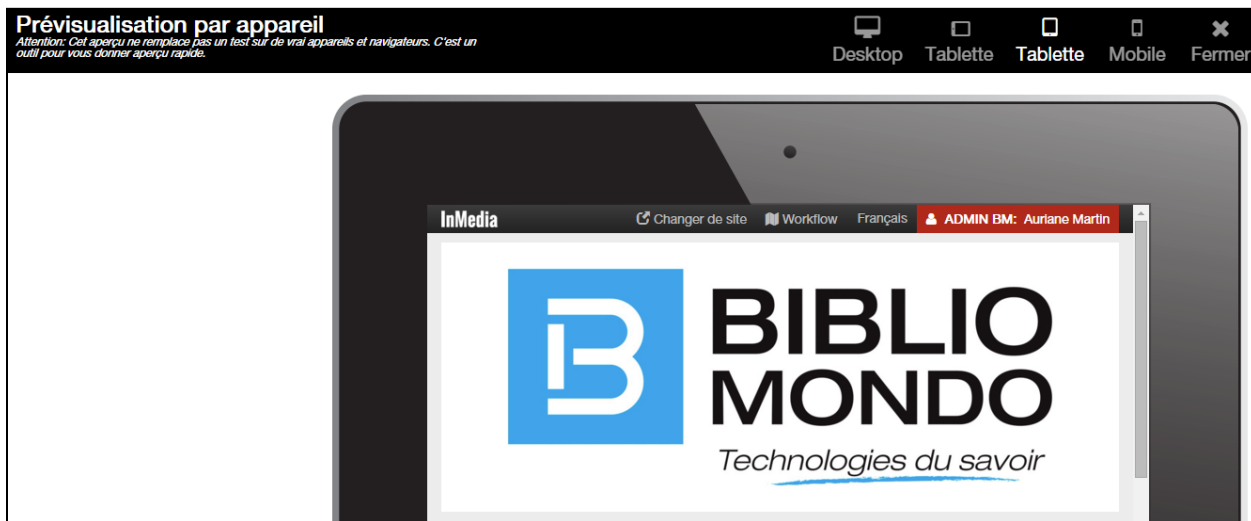 Prévisualisation par appareil
Attention: Cet aperçu ne remplace pas un test sur de vrai appareils et navigateurs. C'est un
outil pour vous donner aperçu rapide.
Desktop Tablette Tablette Mobile Fermer
InMedia Changer de site Workflow Français ADMIN BM: Auriane Martin
B BIBLIO
MONDO
Technologies du savoir